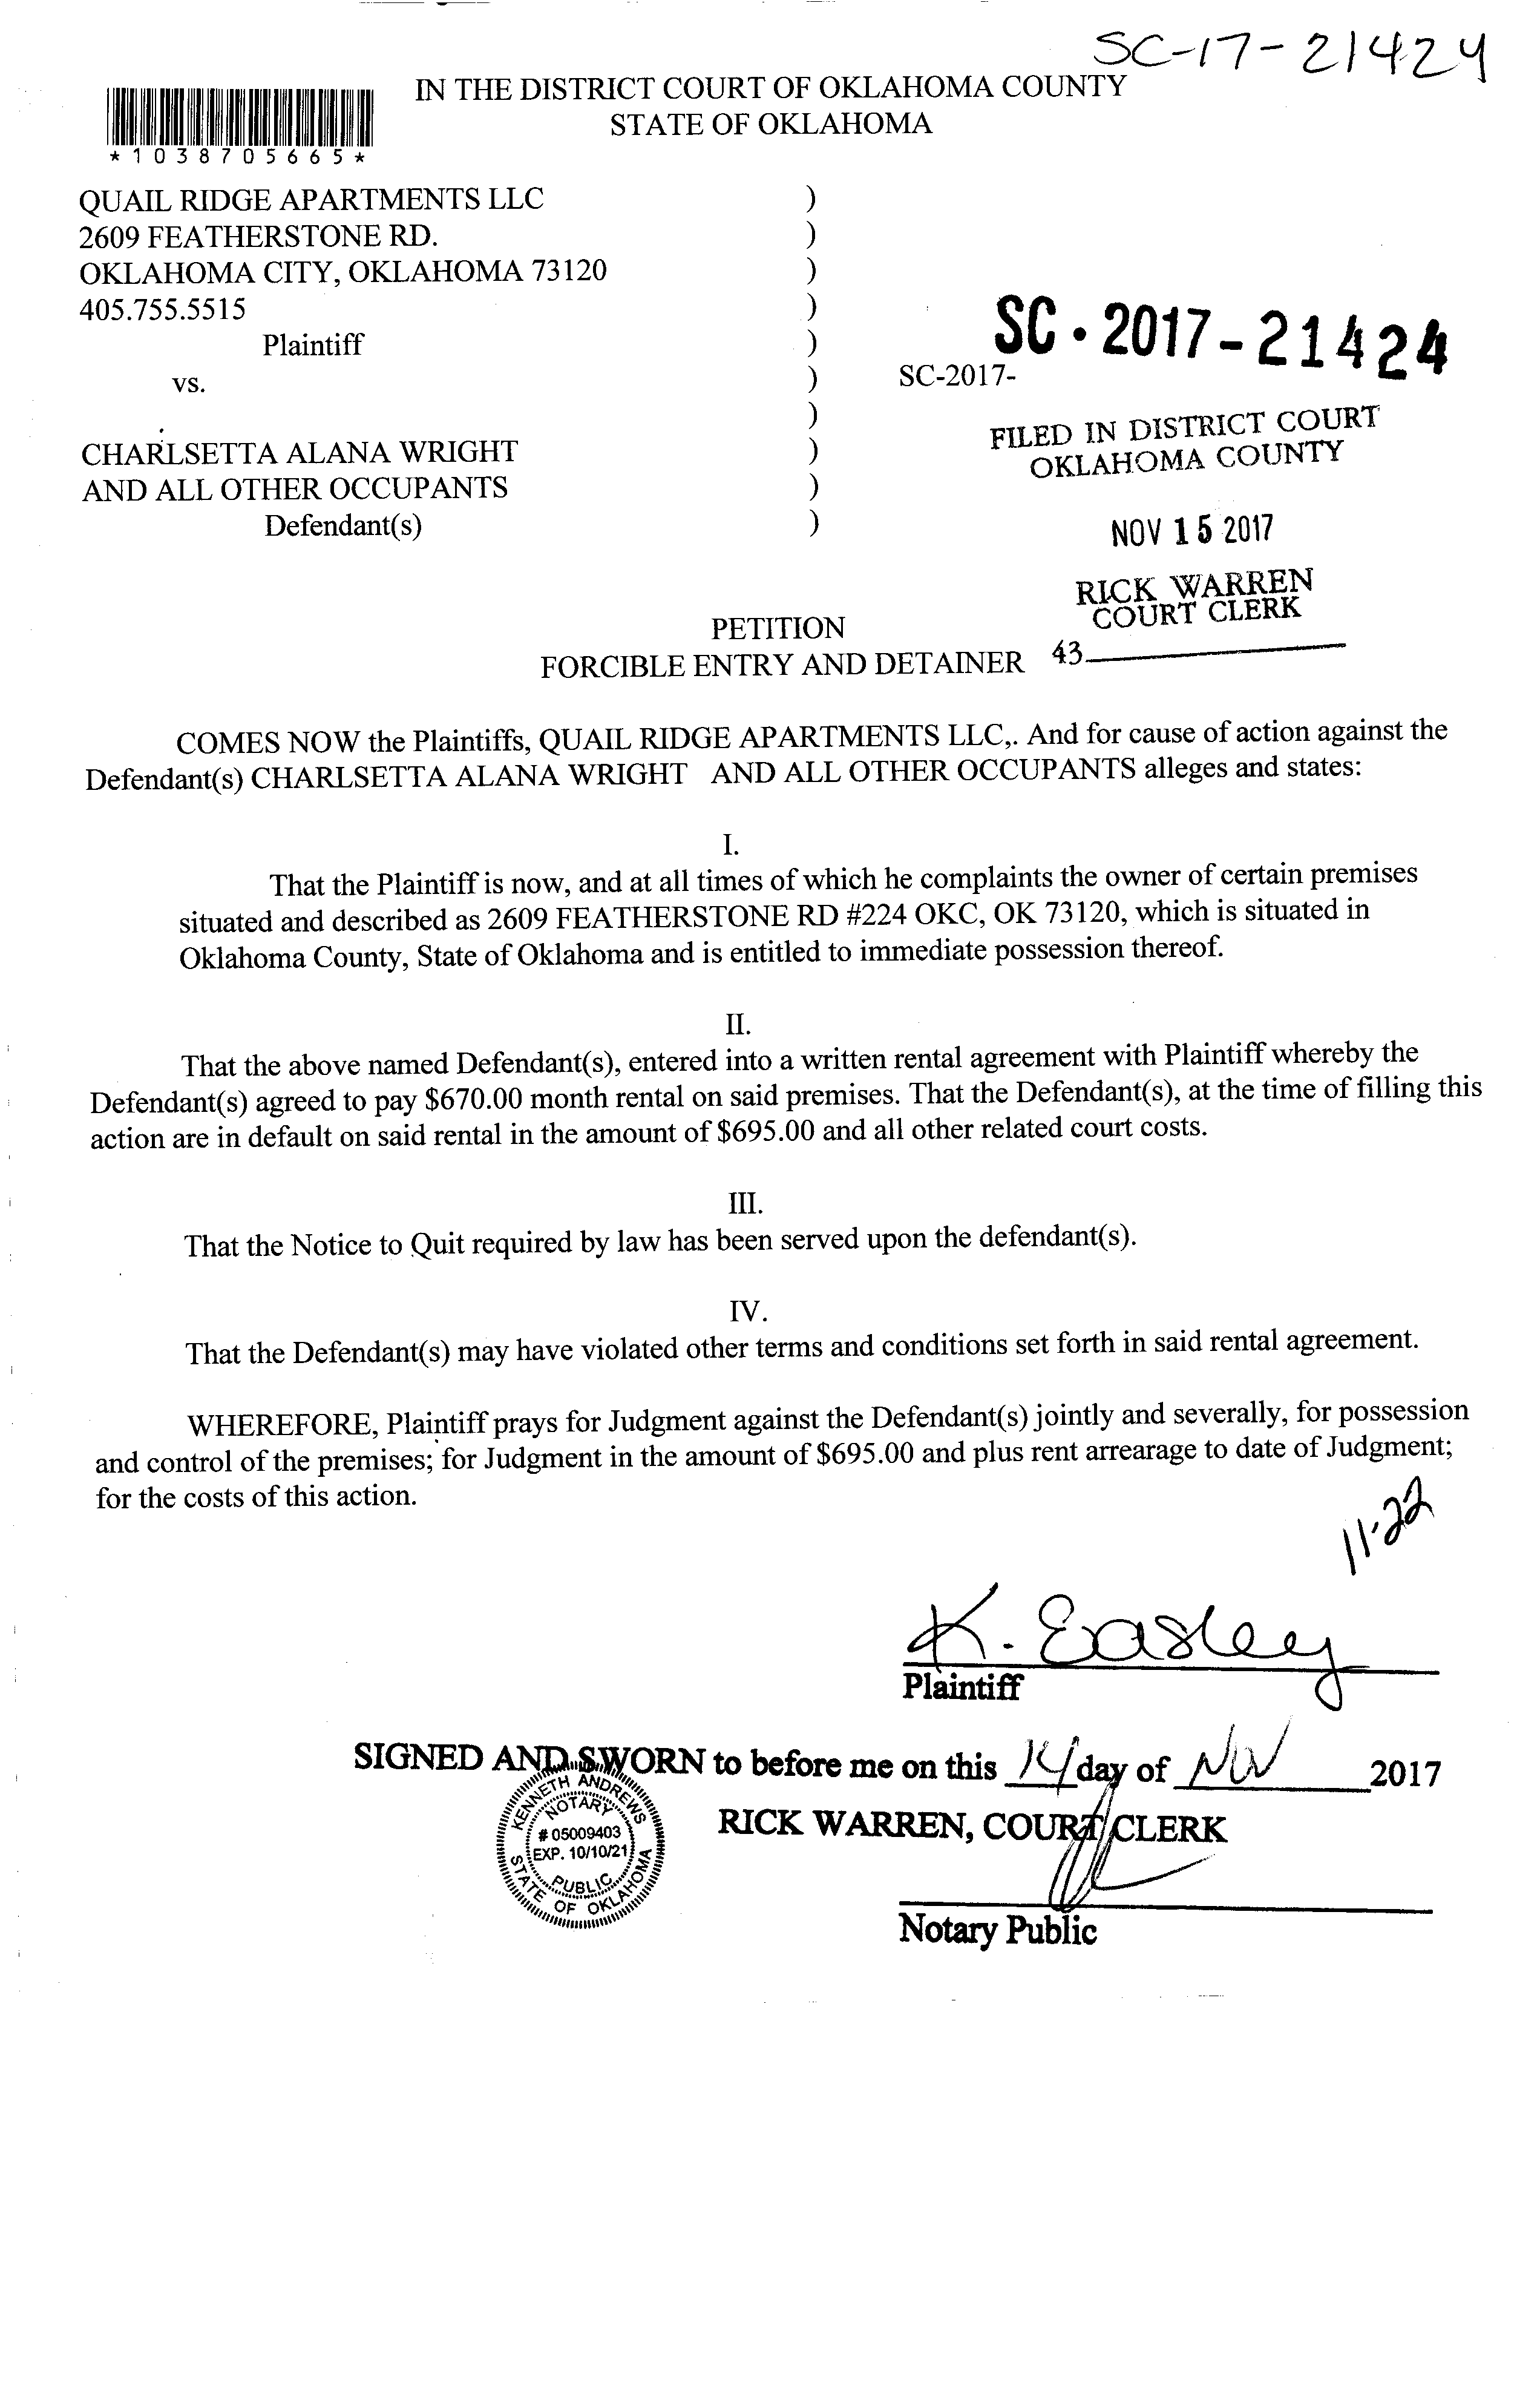 SC-17-21424
IN THE DISTRICT COURT OF OKLAHOMA COUNTY
STATE OF OKLAHOMA
*1038705665*
QUAIL RIDGE APARTMENTS LLC )
2609 FEATHERSTONE RD. )
OKLAHOMA CITY, OKLAHOMA 73120 )
405.755.5515 )
Plaintiff )
SC·2017-21424
vs. ) SC-2017-
)
CHARLSETTA ALANA WRIGHT )
AND ALL OTHER OCCUPANTS )
Defendant(s) )
FILED IN DISTRICT COURT
OKLAHOMA COUNTY
NOV 15 2017
RICK WARREN
COURT CLERK
43
PETITION
FORCIBLE ENTRY AND DETAINER
COMES NOW the Plaintiffs, QUAIL RIDGE APARTMENTS LLC,. And for cause of action against the
Defendant(s) CHARLSETTA ALANA WRIGHT AND ALL OTHER OCCUPANTS alleges and states:
I.
That the Plaintiff is now, and at all times of which he complaints the owner of certain premises
situated and described as 2609 FEATHERSTONE RD #224 OKC, OK 73120, which is situated in
Oklahoma County, State of Oklahoma and is entitled to immediate possession thereof.
II.
That the above named Defendant(s), entered into a written rental agreement with Plaintiff whereby the
Defendant(s) agreed to pay $670.00 month rental on said premises. That the Defendant(s), at the time of filling this
action are in default on said rental in the amount of $695.00 and all other related court costs.
III.
That the Notice to Quit required by law has been served upon the defendant(s).
IV.
That the Defendant(s) may have violated other terms and conditions set forth in said rental agreement.
WHEREFORE, Plaintiff prays for Judgment against the Defendant(s) jointly and severally, for possession
and control of the premises; for Judgment in the amount of $695.00 and plus rent arrearage to date of Judgment;
for the costs of this action.
11-22
K. Easley
Plaintiff
SIGNED AND SWORN to before me on this 14 day of Nov 2017
RICK WARREN, COURT CLERK
KENNETH ANDREWS
NOTARY
# 05009403
EXP. 10/10/21
PUBLIC
STATE OF OKLAHOMA
Notary Public